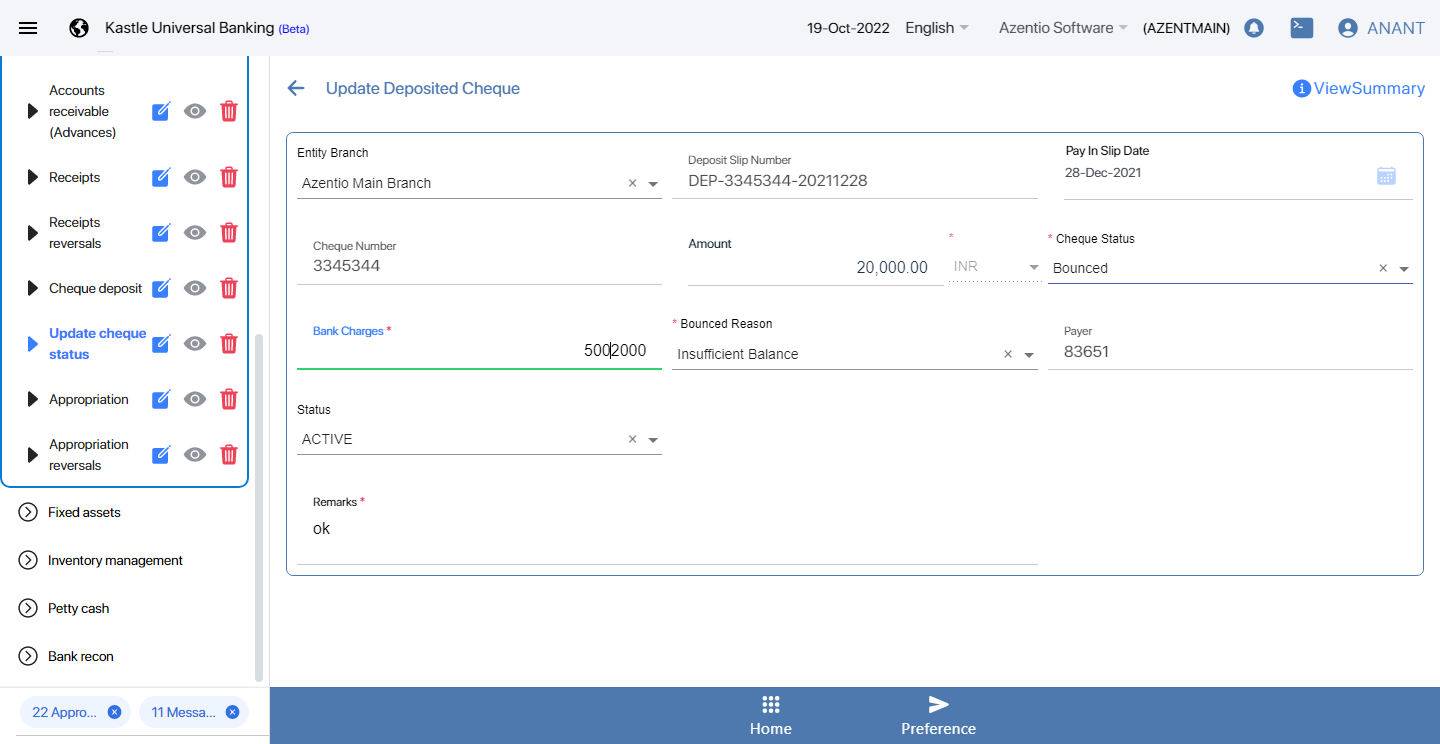 Kastle Universal Banking (Beta)
19-Oct-2022
English
Azentio Software
(AZENTMAIN)
ANANT
Accounts
receivable
(Advances)
Receipts
Receipts
reversals
Cheque deposit
Update cheque
status
Appropriation
Appropriation
reversals
Fixed assets
Inventory management
Petty cash
Bank recon
22 Appro...
11 Messa...
Update Deposited Cheque
ViewSummary
Entity Branch
Azentio Main Branch
Deposit Slip Number
DEP-3345344-20211228
Pay In Slip Date
28-Dec-2021
Cheque Number
3345344
Amount
20,000.00
*
INR
* Cheque Status
Bounced
Bank Charges *
5002000
* Bounced Reason
Insufficient Balance
Payer
83651
Status
ACTIVE
Remarks *
ok
Home
Preference